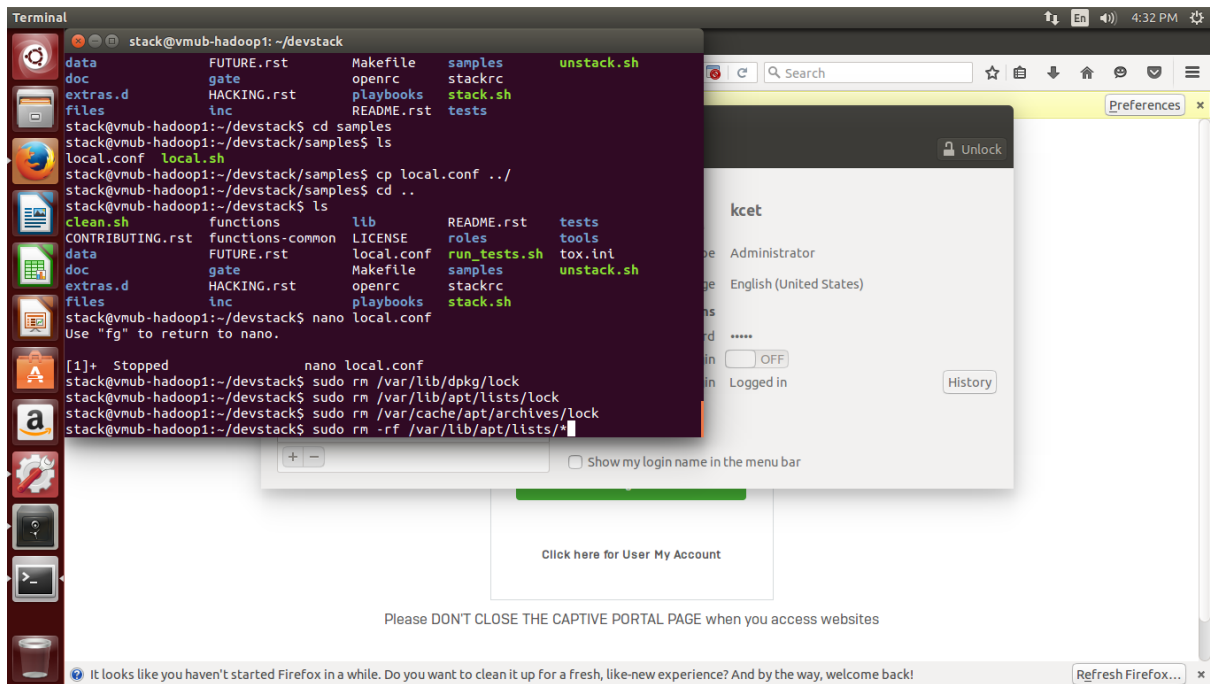 Terminal
En
4:32 PM
stack@vmub-hadoop1: ~/devstack
data FUTURE.rst Makefile samples unstack.sh
doc gate openrc stackrc
extras.d HACKING.rst playbooks stack.sh
files inc README.rst tests
stack@vmub-hadoop1:~/devstack$ cd samples
stack@vmub-hadoop1:~/devstack/samples$ ls
local.conf local.sh
stack@vmub-hadoop1:~/devstack/samples$ cp local.conf ../
stack@vmub-hadoop1:~/devstack/samples$ cd ..
stack@vmub-hadoop1:~/devstack$ ls
clean.sh functions lib README.rst tests
CONTRIBUTING.rst functions-common LICENSE roles tools
data FUTURE.rst local.conf run_tests.sh tox.ini
doc gate Makefile samples unstack.sh
extras.d HACKING.rst openrc stackrc
files inc playbooks stack.sh
stack@vmub-hadoop1:~/devstack$ nano local.conf
Use "fg" to return to nano.
[1]+ Stopped nano local.conf
stack@vmub-hadoop1:~/devstack$ sudo rm /var/lib/dpkg/lock
stack@vmub-hadoop1:~/devstack$ sudo rm /var/lib/apt/lists/lock
stack@vmub-hadoop1:~/devstack$ sudo rm /var/cache/apt/archives/lock
stack@vmub-hadoop1:~/devstack$ sudo rm -rf /var/lib/apt/lists/*
Search
Preferences
Unlock
kcet
pe Administrator
ge English (United States)
ns
rd •••••
in OFF
in Logged in
History
+ −
Show my login name in the menu bar
Click here for User My Account
Please DON'T CLOSE THE CAPTIVE PORTAL PAGE when you access websites
It looks like you haven't started Firefox in a while. Do you want to clean it up for a fresh, like-new experience? And by the way, welcome back!
Refresh Firefox...